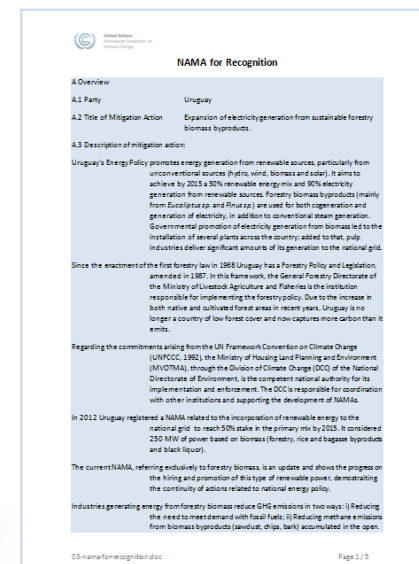 United Nations
Framework Convention on
Climate Change
NAMA for Recognition
A Overview
A.1 Party Uruguay
A.2 Title of Mitigation Action Expansion of electricity generation from sustainable forestry
biomass byproducts.
A.3 Description of mitigation action:
Uruguay's Energy Policy promotes energy generation from renewable sources, particularly from
unconventional sources (hydro, wind, biomass and solar). It aims to
achieve by 2015 a 50% renewable energy mix and 90% electricity
generation from renewable sources. Forestry biomass byproducts (mainly
from Eucaliptus sp. and Pinus sp.) are used for both cogeneration and
generation of electricity, in addition to conventional steam generation.
Governmental promotion of electricity generation from biomass led to the
installation of several plants across the country; added to that, pulp
industries deliver significant amounts of its generation to the national grid.
Since the enactment of the first forestry law in 1968 Uruguay has a Forestry Policy and Legislation,
amended in 1987. In this framework, the General Forestry Directorate of
the Ministry of Livestock Agriculture and Fisheries is the institution
responsible for implementing the forestry policy. Due to the increase in
both native and cultivated forest areas in recent years, Uruguay is no
longer a country of low forest cover and now captures more carbon than it
emits.
Regarding the commitments arising from the UN Framework Convention on Climate Change
(UNFCCC, 1992), the Ministry of Housing Land Planning and Environment
(MVOTMA), through the Division of Climate Change (DCC) of the National
Directorate of Environment, is the competent national authority for its
implementation and enforcement. The DCC is responsible for coordination
with other institutions and supporting the development of NAMAs.
In 2012 Uruguay registered a NAMA related to the incorporation of renewable energy to the
national grid to reach 50% stake in the primary mix by 2015. It considered
250 MW of power based on biomass (forestry, rice and bagasse byproducts
and black liquor).
The current NAMA, referring exclusively to forestry biomass, is an update and shows the progress on
the hiring and promotion of this type of renewable power, demostraiting
the continuity of actions related to national energy policy.
Industries generating energy from forestry biomass reduce GHG emissions in two ways: i) Reducing
the need to meet demand with fossil fuels; ii) Reducing methane emissions
from biomass byproducts (sawdust, chips, bark) accumulated in the open.
03-nama-for-recognition.doc Page 1 / 5